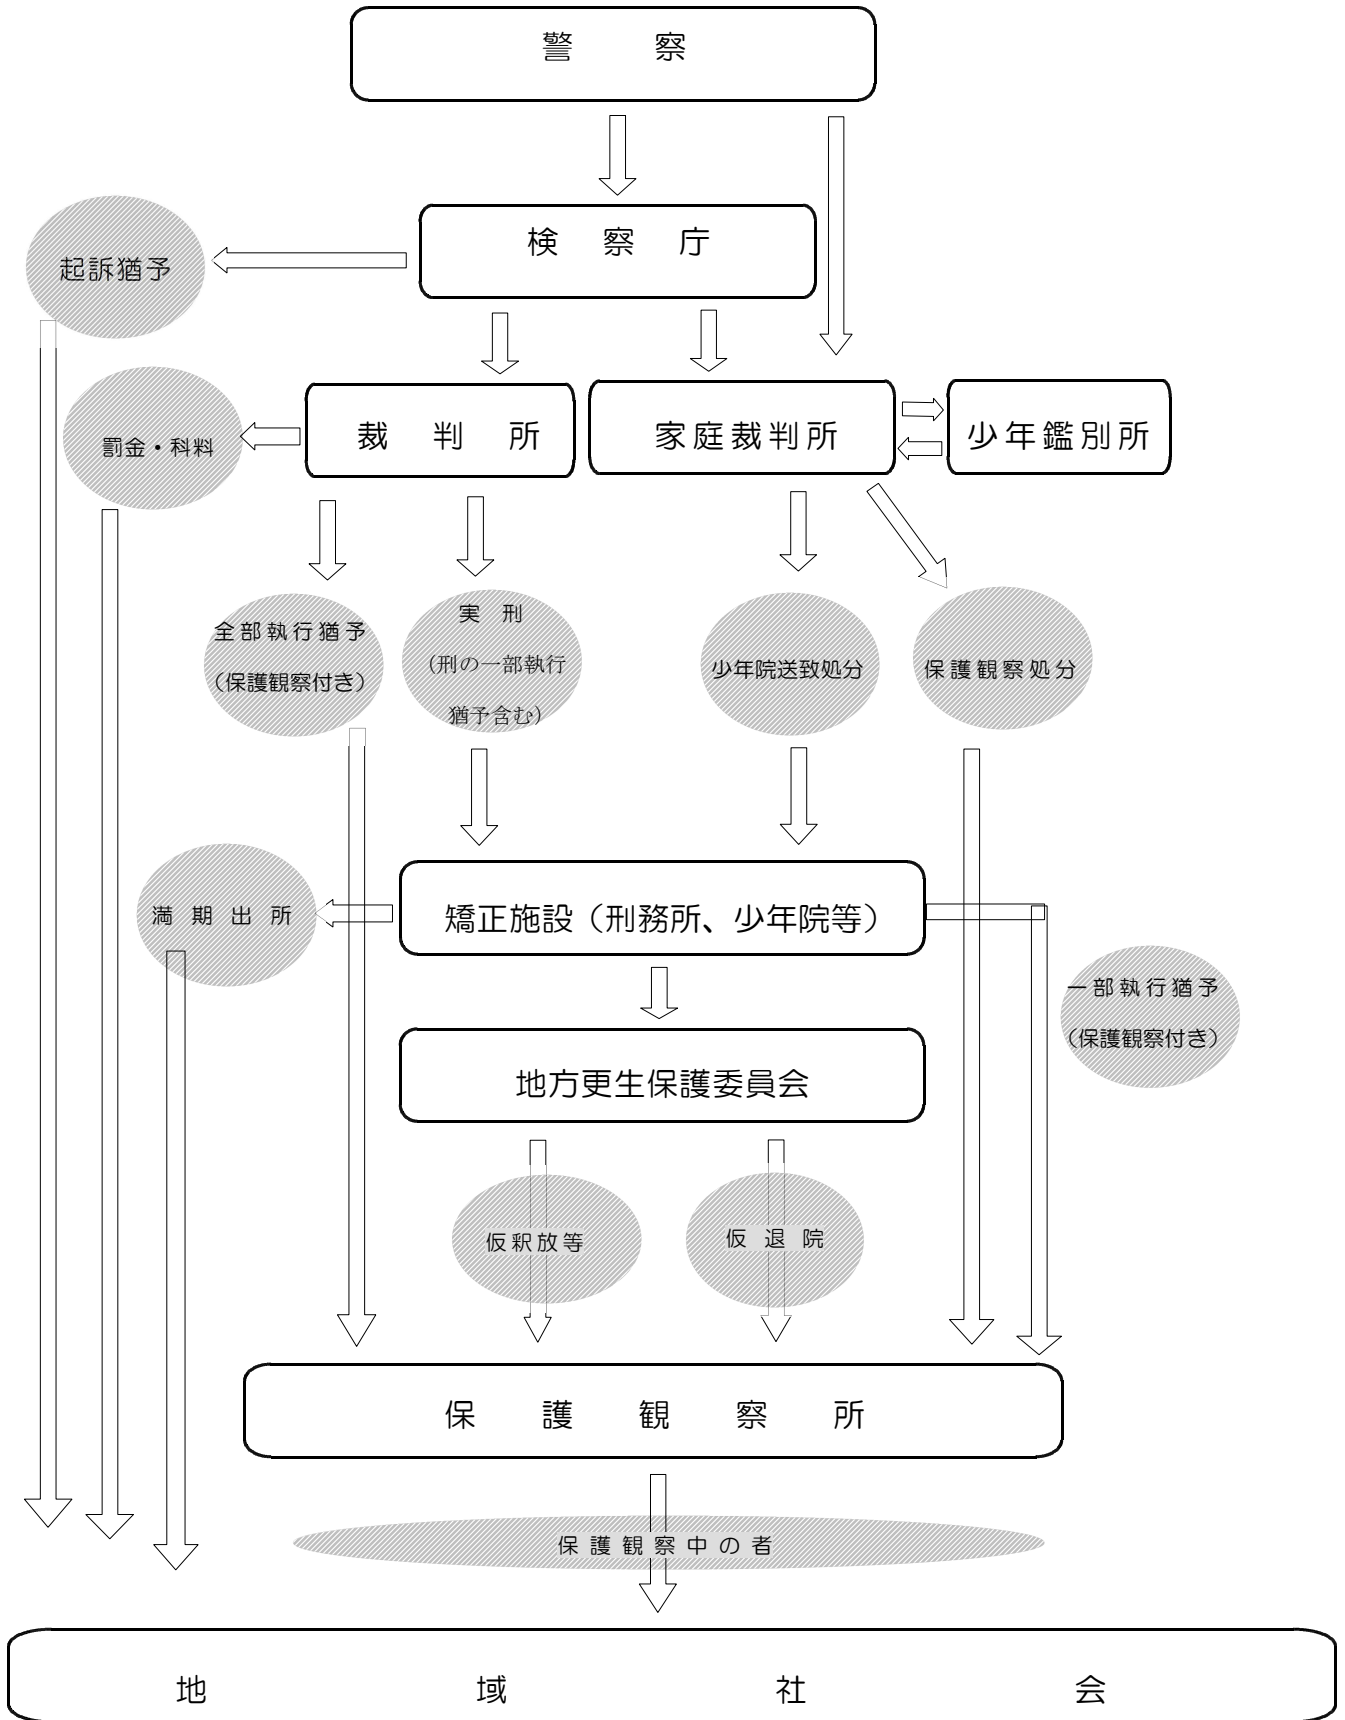 警察
検察庁
起訴猶予
裁判所
家庭裁判所
少年鑑別所
罰金・科料
全部執行猶予
（保護観察付き）
実刑
（刑の一部執行
猶予含む）
少年院送致処分
保護観察処分
満期出所
矯正施設（刑務所、少年院等）
一部執行猶予
（保護観察付き）
地方更生保護委員会
仮釈放等
仮退院
保護観察所
保護観察中の者
地域社会